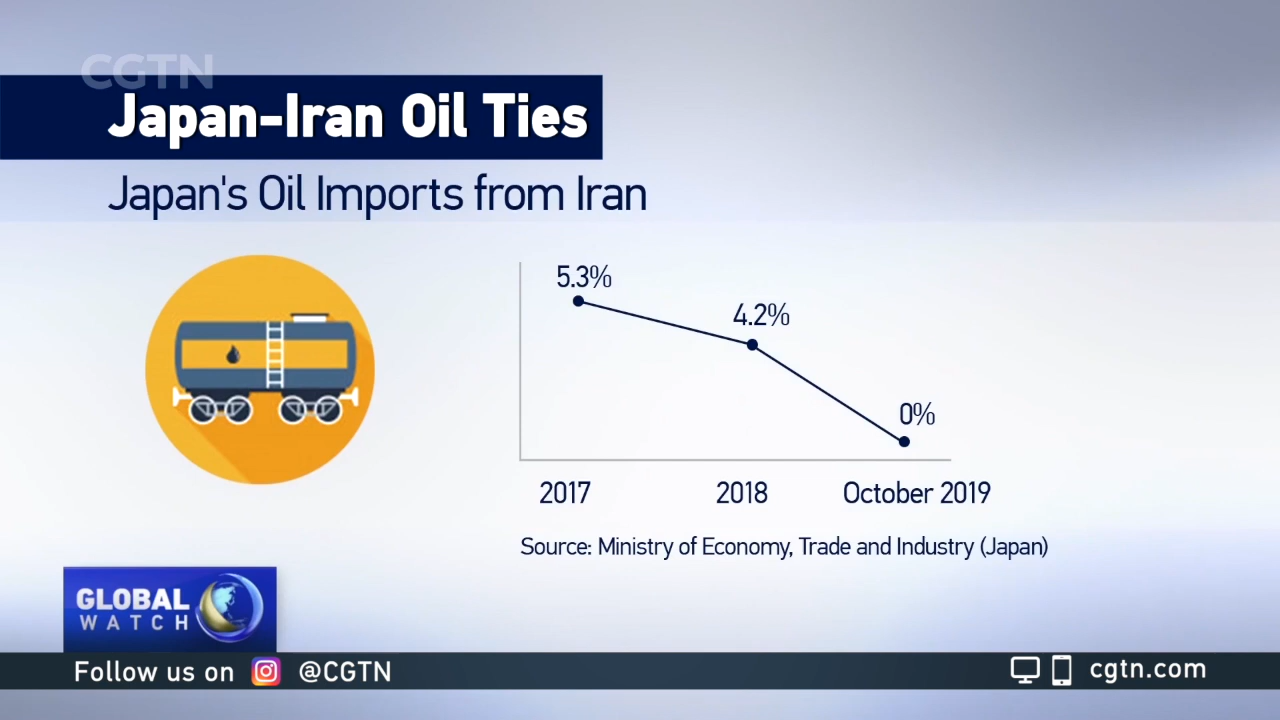 CGTN
Japan-Iran Oil Ties
Japan's Oil Imports from Iran
5.3%
4.2%
0%
2017 2018 October 2019
Source: Ministry of Economy, Trade and Industry (Japan)
GLOBAL
WATCH
Follow us on @CGTN cgtn.com